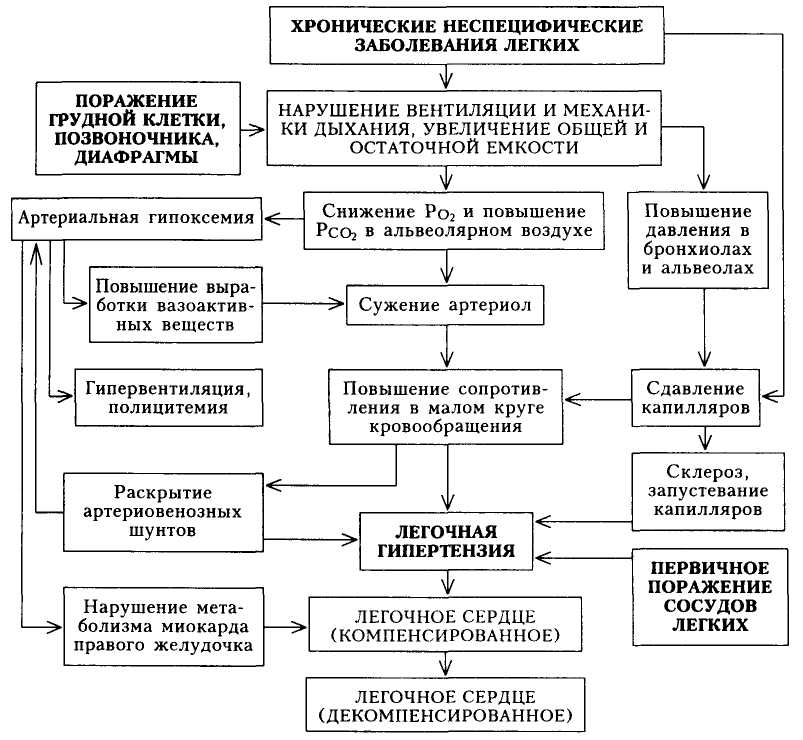 ХРОНИЧЕСКИЕ НЕСПЕЦИФИЧЕСКИЕ
ЗАБОЛЕВАНИЯ ЛЕГКИХ
ПОРАЖЕНИЕ
ГРУДНОЙ КЛЕТКИ,
ПОЗВОНОЧНИКА,
ДИАФРАГМЫ
НАРУШЕНИЕ ВЕНТИЛЯЦИИ И МЕХАНИ-
КИ ДЫХАНИЯ, УВЕЛИЧЕНИЕ ОБЩЕЙ И
ОСТАТОЧНОЙ ЕМКОСТИ
Артериальная гипоксемия
Снижение PO₂ и повышение
PCO₂ в альвеолярном воздухе
Повышение
давления в
бронхиолах
и альвеолах
Повышение выра-
ботки вазоактив-
ных веществ
Сужение артериол
Гипервентиляция,
полицитемия
Повышение сопротив-
ления в малом круге
кровообращения
Сдавление
капилляров
Раскрытие
артериовенозных
шунтов
Склероз,
запустевание
капилляров
ЛЕГОЧНАЯ
ГИПЕРТЕНЗИЯ
ПЕРВИЧНОЕ
ПОРАЖЕНИЕ
СОСУДОВ
ЛЕГКИХ
Нарушение мета-
болизма миокарда
правого желудочка
ЛЕГОЧНОЕ СЕРДЦЕ
(КОМПЕНСИРОВАННОЕ)
ЛЕГОЧНОЕ СЕРДЦЕ
(ДЕКОМПЕНСИРОВАННОЕ)